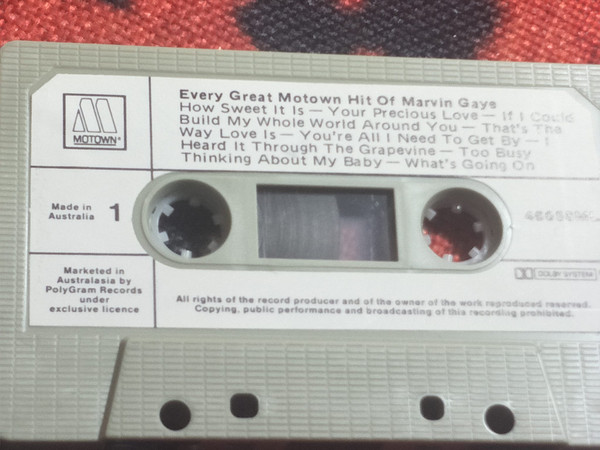 Every Great Motown Hit Of Marvin Gaye
How Sweet It Is — Your Precious Love — If I Could
Build My Whole World Around You — That's The
Way Love Is — You're All I Need To Get By — I
Heard It Through The Grapevine — Too Busy
Thinking About My Baby — What's Going On
MOTOWN®
Made in
Australia
1
DOLBY SYSTEM
Marketed in
Australasia by
PolyGram Records
under
exclusive licence
All rights of the record producer and of the owner of the work reproduced reserved.
Copying, public performance and broadcasting of this recording prohibited.